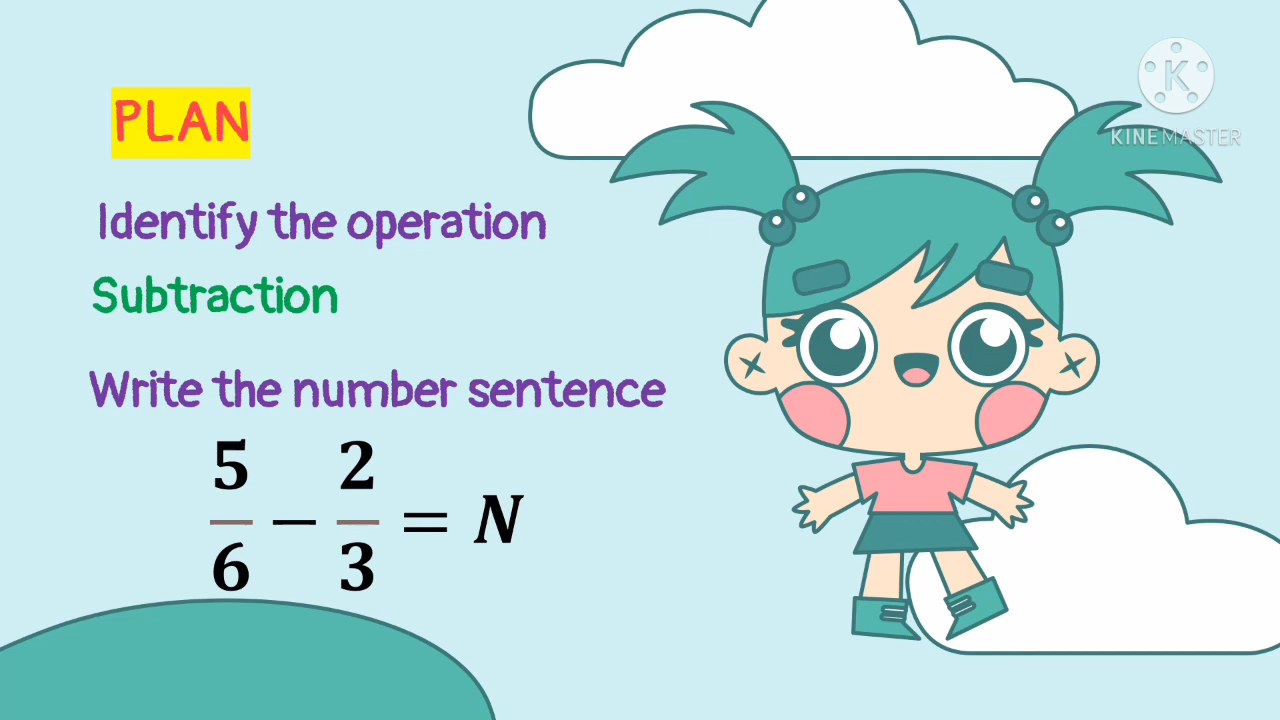 PLAN
Identify the operation
Subtraction
Write the number sentence
5/6 − 2/3 = N
K
KINEMASTER